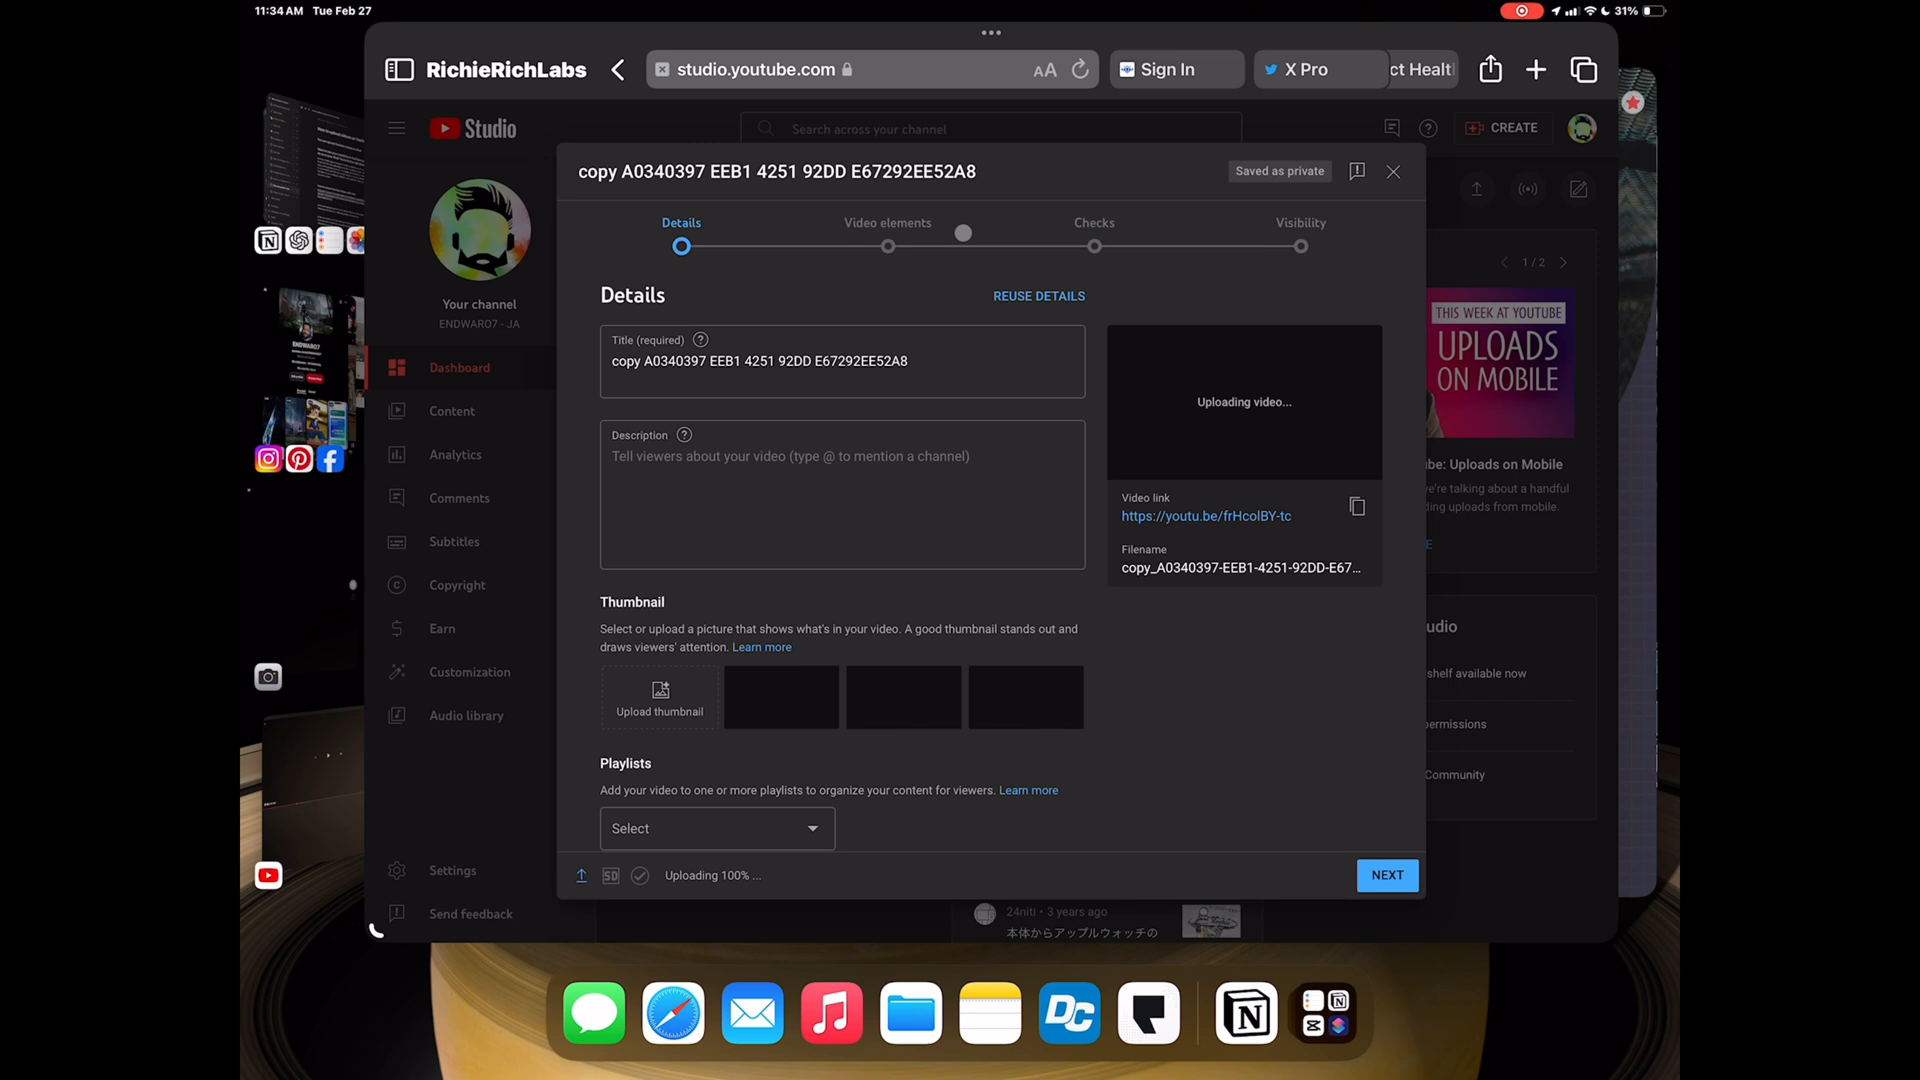 11:34 AM Tue Feb 27
31%
RichieRichLabs
studio.youtube.com
AA
Sign In
X Pro
ct Healt
Studio
Search across your channel
CREATE
copy A0340397 EEB1 4251 92DD E67292EE52A8
Saved as private
Details
Video elements
Checks
Visibility
Your channel
ENDWARO7 - JA
Dashboard
Content
Analytics
Comments
Subtitles
Copyright
Earn
Customization
Audio library
Settings
Send feedback
Details
REUSE DETAILS
Title (required)
copy A0340397 EEB1 4251 92DD E67292EE52A8
Description
Tell viewers about your video (type @ to mention a channel)
Uploading video...
Video link
https://youtu.be/frHcolBY-tc
Filename
copy_A0340397-EEB1-4251-92DD-E67...
Thumbnail
Select or upload a picture that shows what's in your video. A good thumbnail stands out and
draws viewers' attention. Learn more
Upload thumbnail
Playlists
Add your video to one or more playlists to organize your content for viewers. Learn more
Select
SD
Uploading 100% ...
NEXT
1 / 2
THIS WEEK AT YOUTUBE
UPLOADS
ON MOBILE
be: Uploads on Mobile
e're talking about a handful
ding uploads from mobile.
E
udio
shelf available now
permissions
Community
24niti • 3 years ago
本体からアップルウォッチの
ENDWARO7
DC